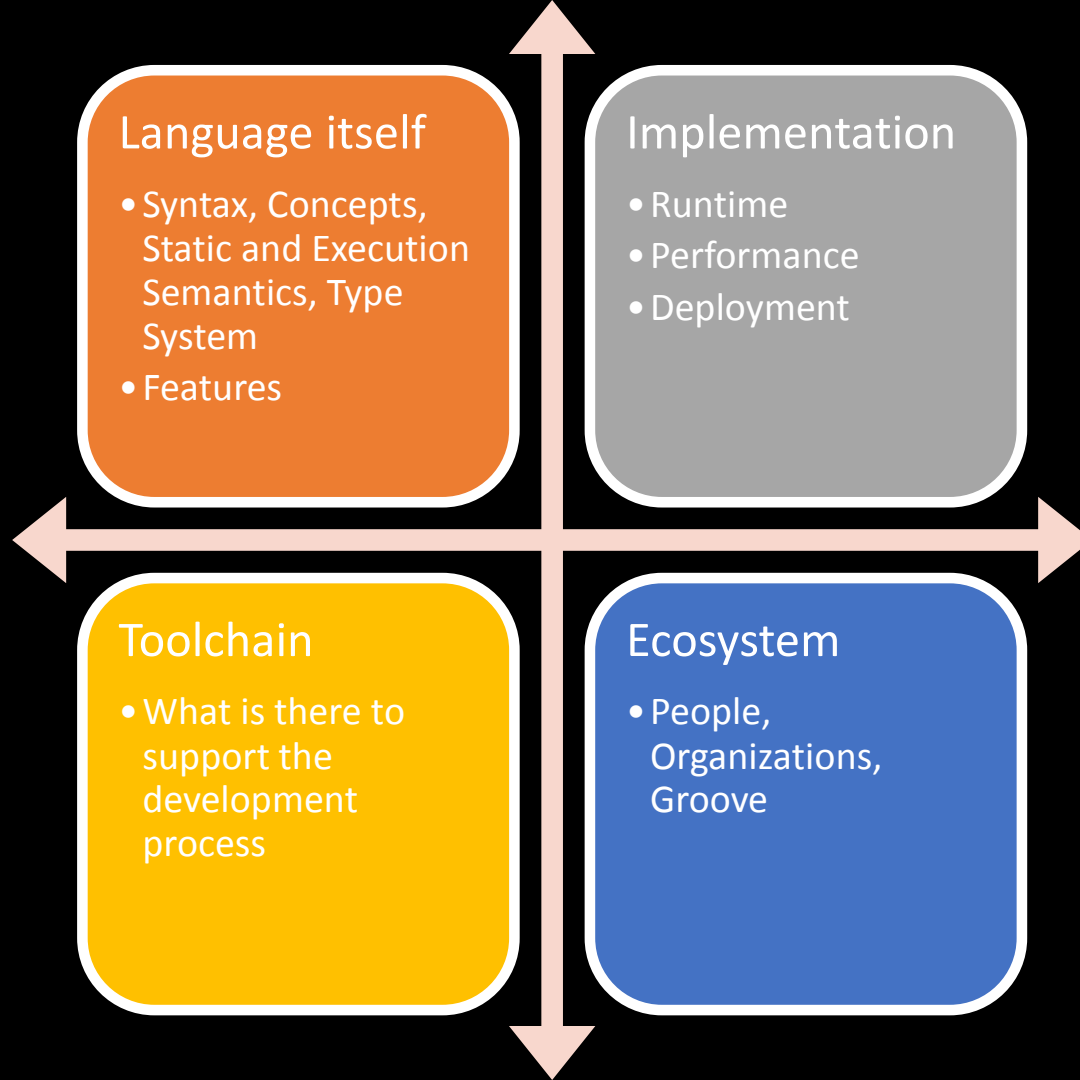 Language itself
• Syntax, Concepts,
Static and Execution
Semantics, Type
System
• Features
Implementation
• Runtime
• Performance
• Deployment
Toolchain
• What is there to
support the
development
process
Ecosystem
• People,
Organizations,
Groove